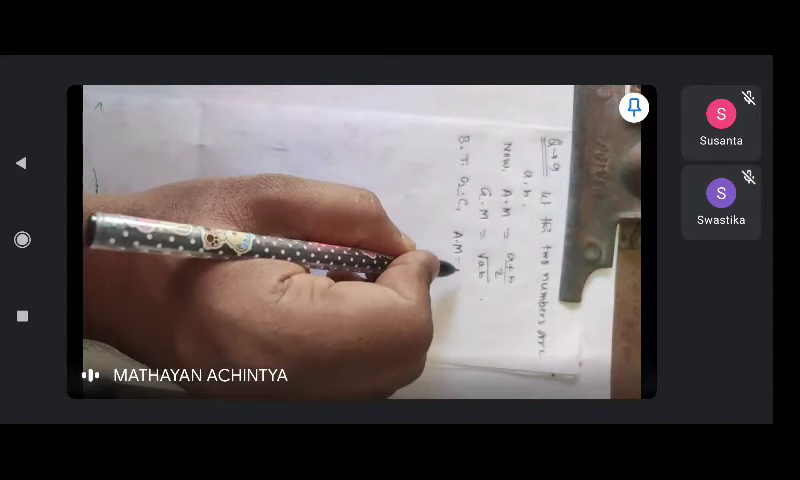 Q→9 let the two numbers are
a, b.
Now, A.M = a+b/2
G.M = √ab .
B.T. Q.C, A.M =
MATHAYAN ACHINTYA
S
Susanta
S
Swastika